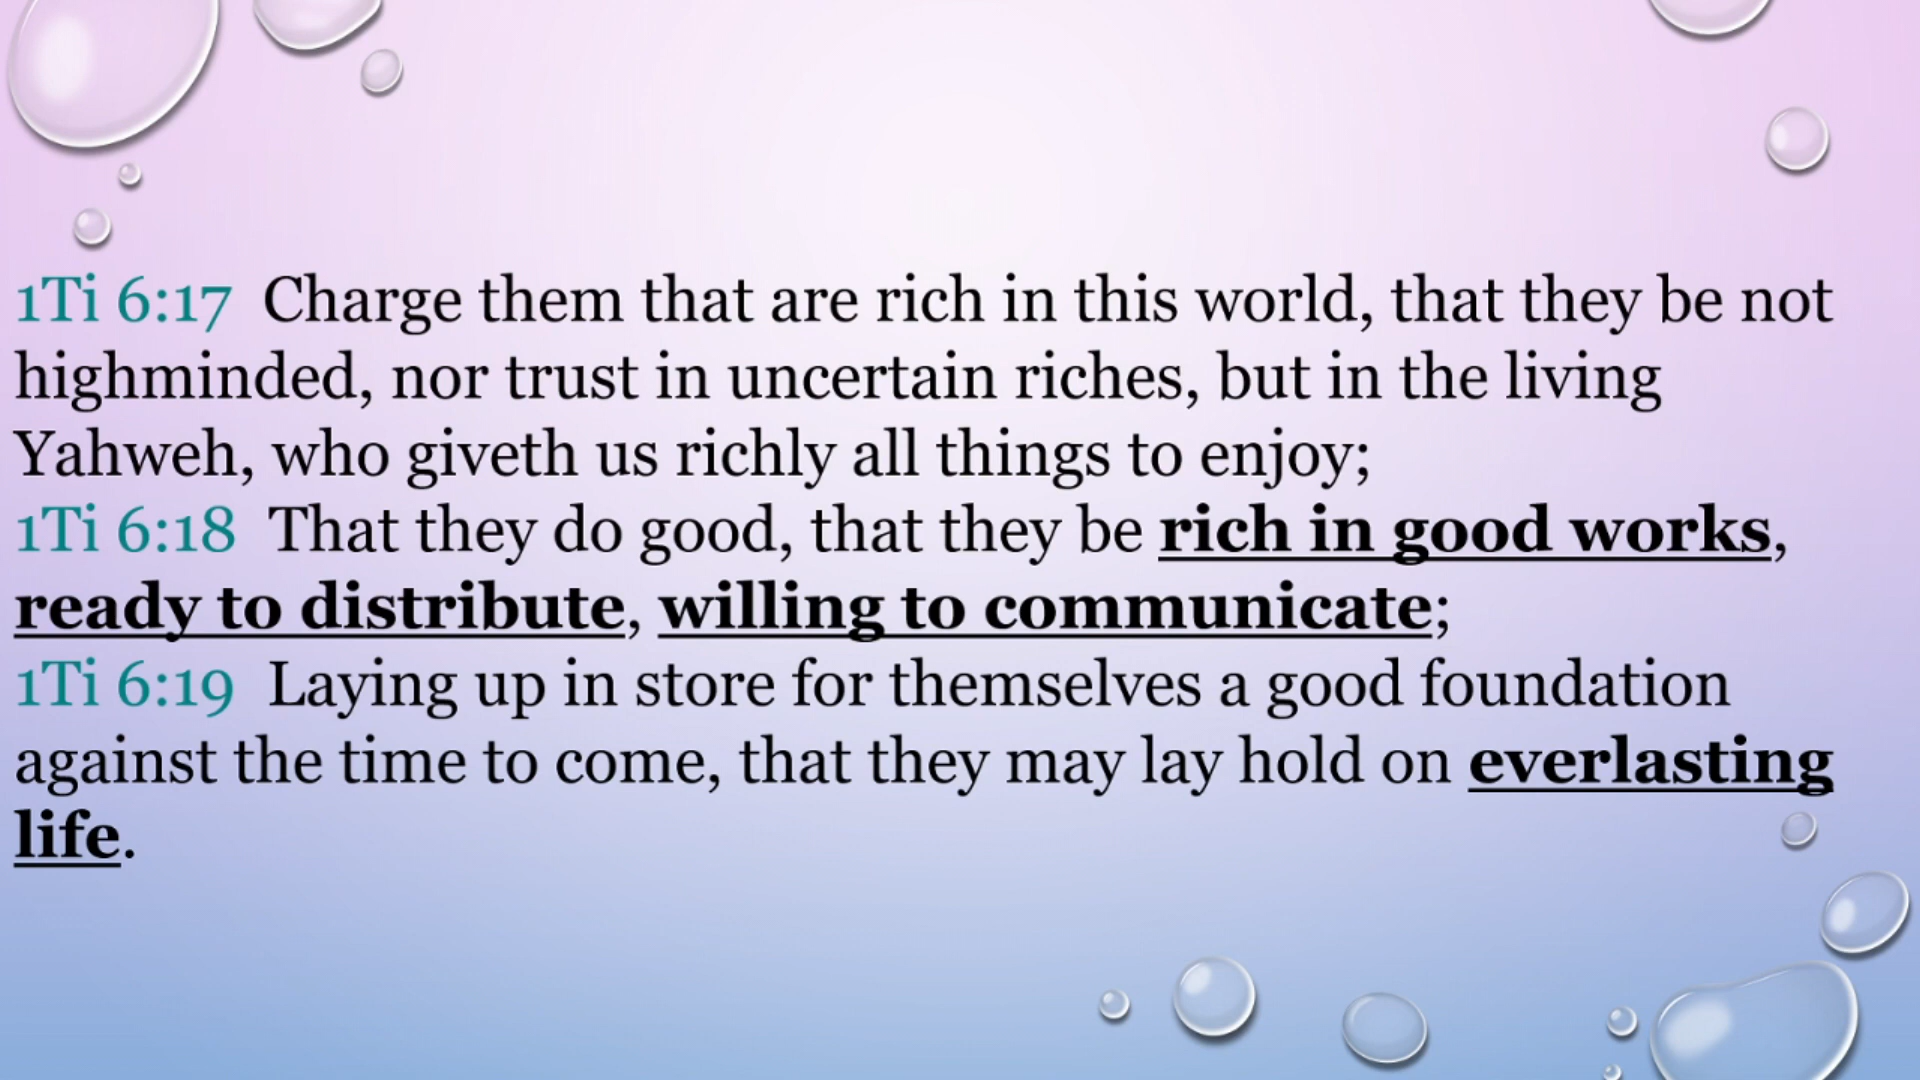 1Ti 6:17  Charge them that are rich in this world, that they be not
highminded, nor trust in uncertain riches, but in the living
Yahweh, who giveth us richly all things to enjoy;
1Ti 6:18  That they do good, that they be rich in good works,
ready to distribute, willing to communicate;
1Ti 6:19  Laying up in store for themselves a good foundation
against the time to come, that they may lay hold on everlasting
life.